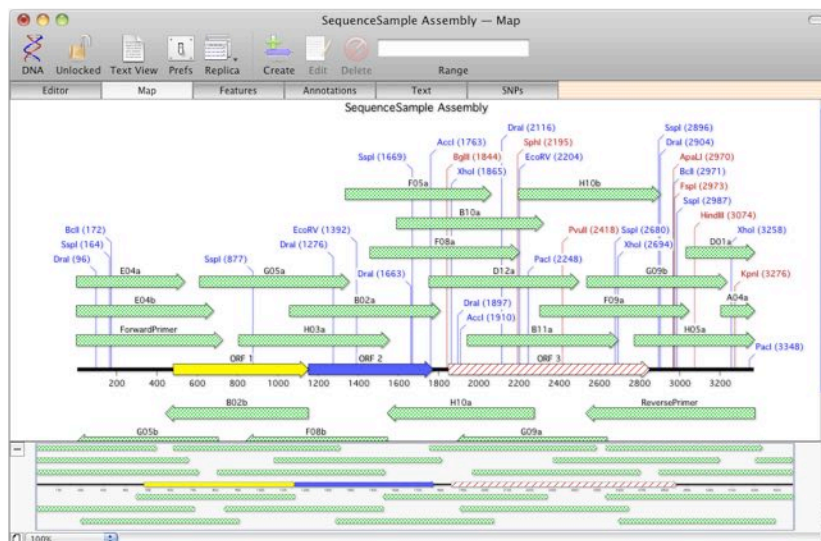 SequenceSample Assembly — Map
DNA Unlocked Text View Prefs Replica Create Edit Delete Range
Editor Map Features Annotations Text SNPs
SequenceSample Assembly
DraI (2116) SspI (2896)
AccI (1763) SphI (2195) DraI (2904)
SspI (1669) BglII (1844) EcoRV (2204) ApaLI (2970)
XhoI (1865) BclI (2971)
F05a H10b FspI (2973)
SspI (2987)
B10a HindIII (3074)
BclI (172) EcoRV (1392) PvuII (2418) SspI (2680) D01a XhoI (3258)
SspI (164) DraI (1276) F08a XhoI (2694)
DraI (96) E04a SspI (877) G05a DraI (1663) D12a PacI (2248) G09b KpnI (3276)
E04b B02a DraI (1897) F09a A04a
AccI (1910)
ForwardPrimer H03a B11a H05a
ORF 1 ORF 2 ORF 3 PacI (3348)
200 400 600 800 1000 1200 1400 1600 1800 2000 2200 2400 2600 2800 3000 3200
B02b H10a ReversePrimer
G05b F08b G09a
100%